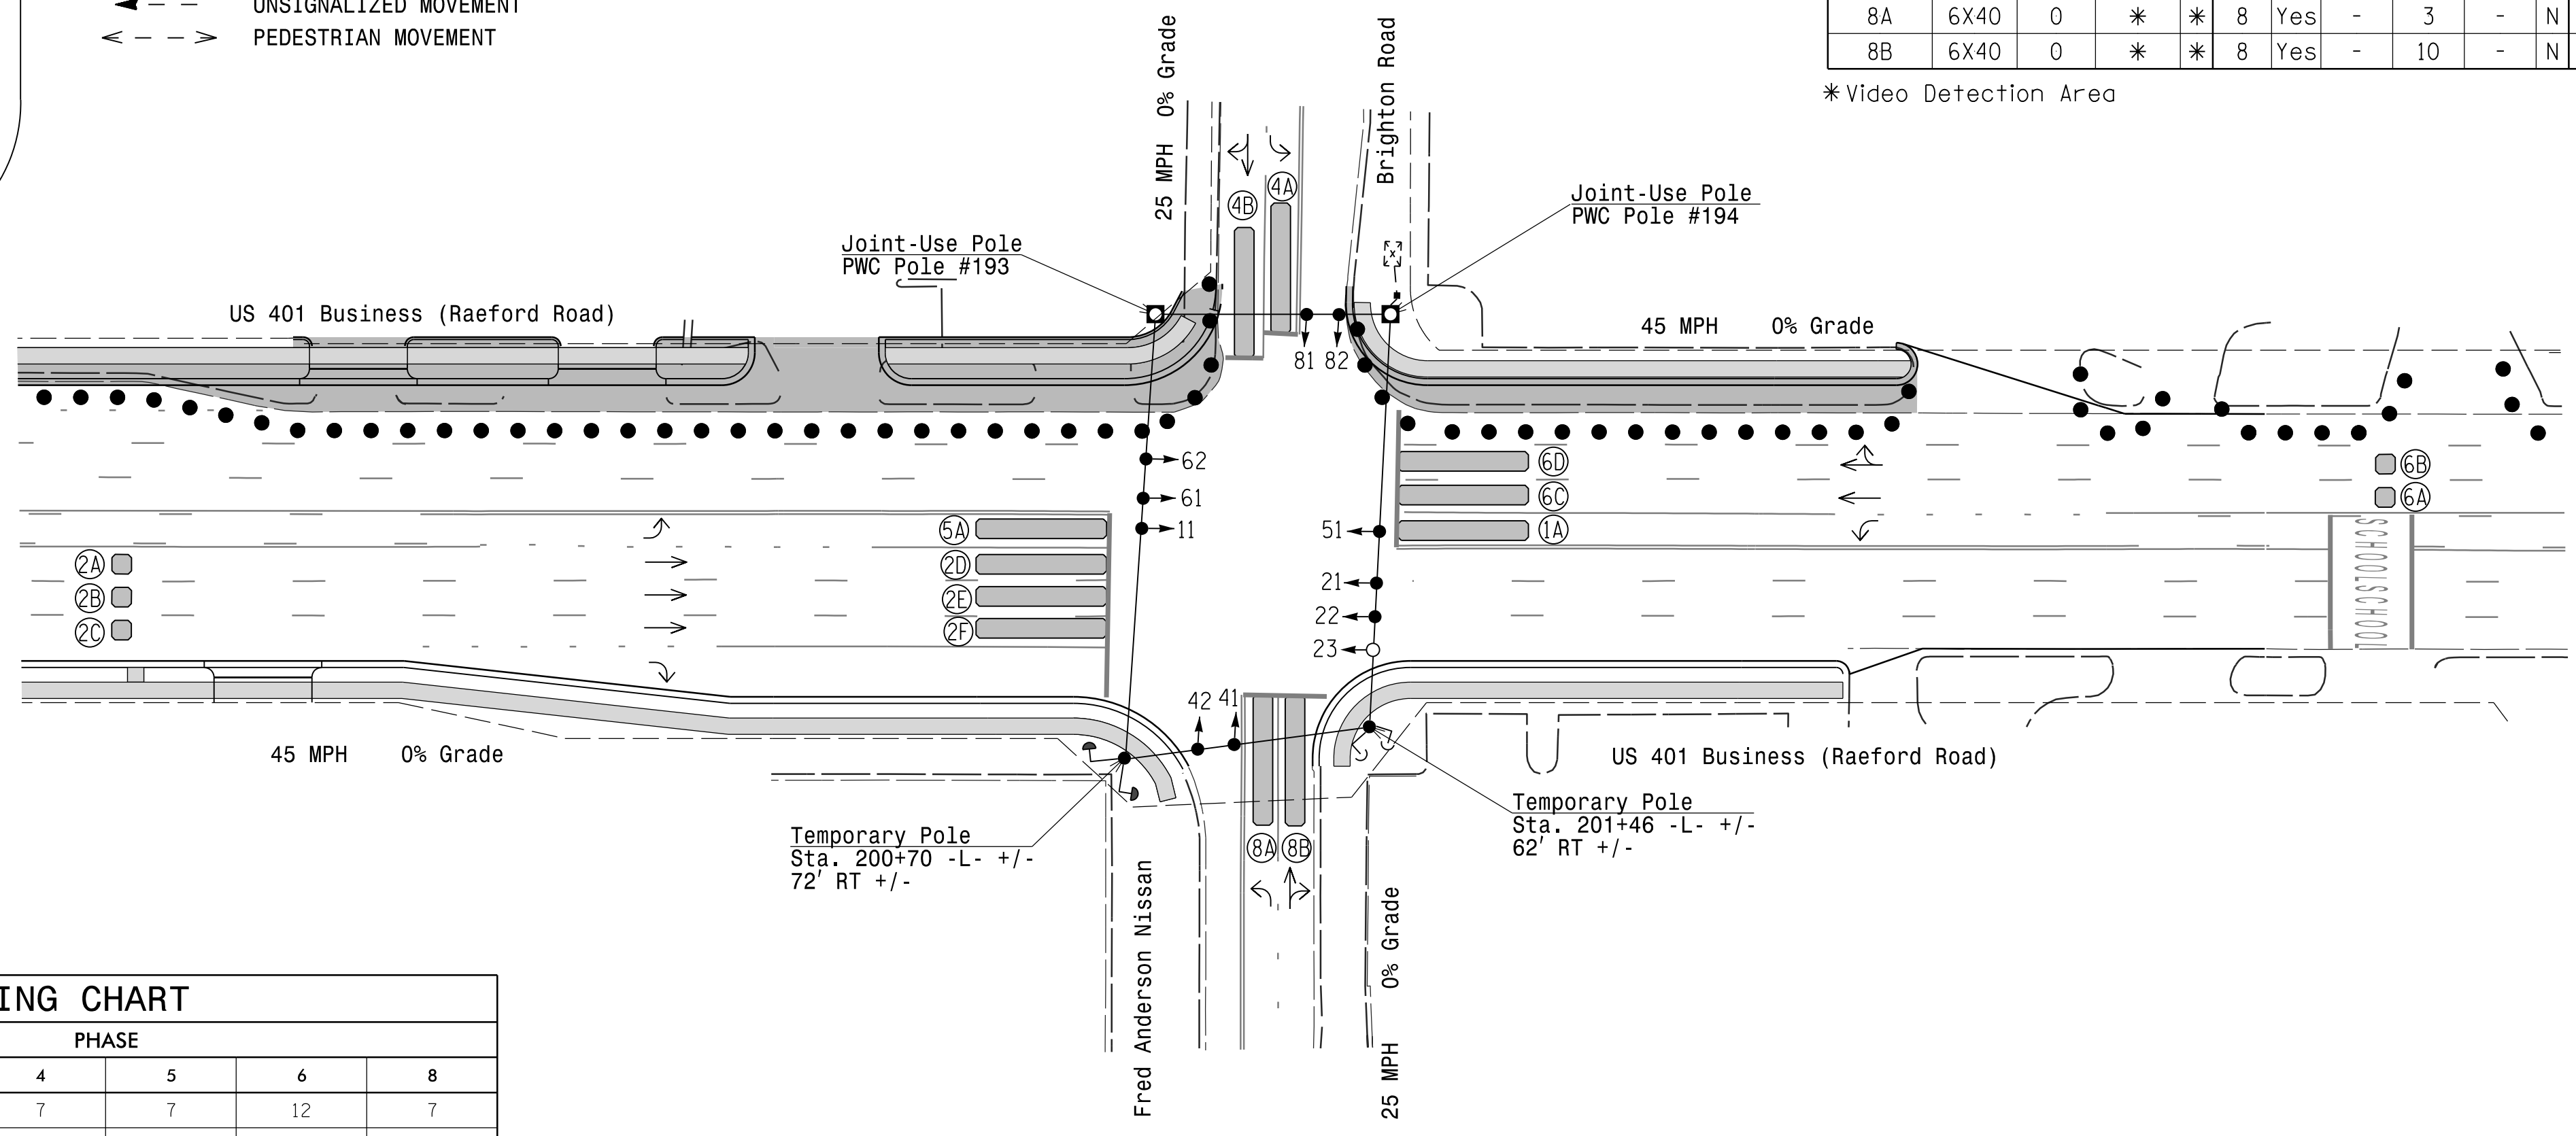 UNSIGNALIZED MOVEMENT
PEDESTRIAN MOVEMENT
8A 6X40 0 * * 8 Yes - 3 - N
8B 6X40 0 * * 8 Yes - 10 - N
*Video Detection Area
25 MPH 0% Grade
Brighton Road
4B
4A
Joint-Use Pole
PWC Pole #194
Joint-Use Pole
PWC Pole #193
US 401 Business (Raeford Road)
45 MPH 0% Grade
81 82
62
61
11
6D
6C
1A
6B
6A
51
21
22
23
5A
2D
2E
2F
2A
2B
2C
SCHOOL
SCHOOL
42 41
45 MPH 0% Grade
US 401 Business (Raeford Road)
Temporary Pole
Sta. 201+46 -L- +/-
62' RT +/-
Temporary Pole
Sta. 200+70 -L- +/-
72' RT +/-
8A
8B
Fred Anderson Nissan
25 MPH 0% Grade
ING CHART
PHASE
4 5 6 8
7 7 12 7